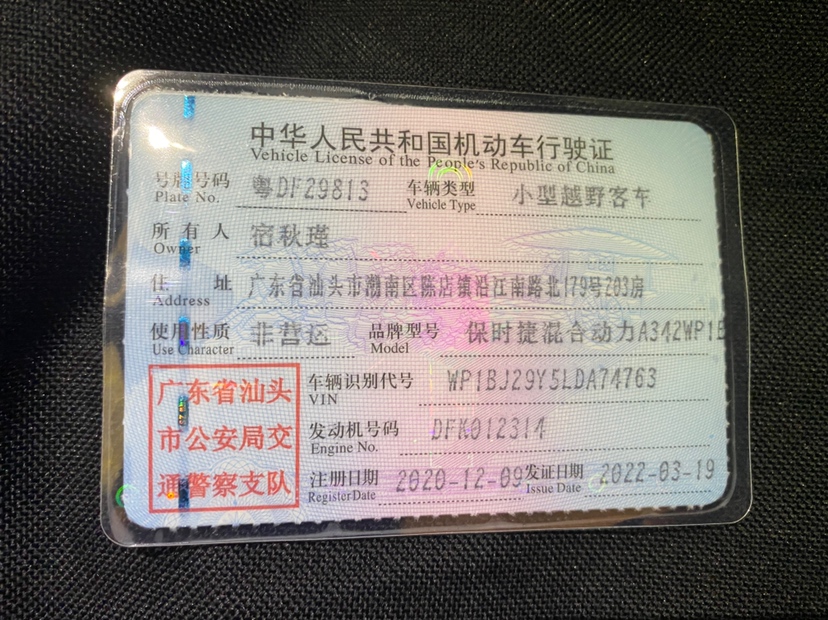 中华人民共和国机动车行驶证
Vehicle License of the People's Republic of China
号牌号码 粤DF29813 车辆类型 小型越野客车
Plate No. Vehicle Type
所有人 宿秋瑾
Owner
住址 广东省汕头市潮南区陈店镇沿江南路北179号203房
Address
使用性质 非营运 品牌型号 保时捷混合动力A342WP1B
Use Character Model
广东省汕头
市公安局交
通警察支队
车辆识别代号 WP1BJ29Y5LDA74763
VIN
发动机号码 DFK012314
Engine No.
注册日期 2020-12-09 发证日期 2022-03-19
Register Date Issue Date